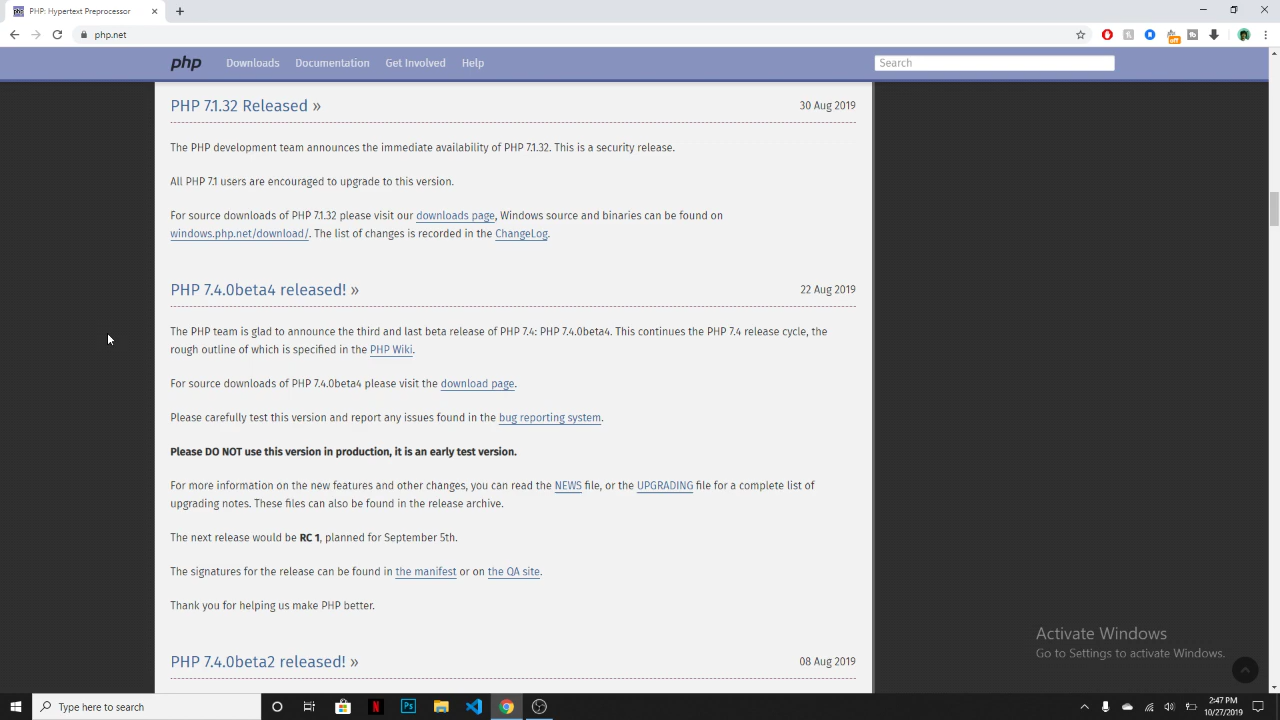 PHP: Hypertext Preprocessor
php.net
php Downloads Documentation Get Involved Help Search
PHP 7.1.32 Released » 30 Aug 2019
The PHP development team announces the immediate availability of PHP 7.1.32. This is a security release.
All PHP 7.1 users are encouraged to upgrade to this version.
For source downloads of PHP 7.1.32 please visit our downloads page, Windows source and binaries can be found on
windows.php.net/download/. The list of changes is recorded in the ChangeLog.
PHP 7.4.0beta4 released! » 22 Aug 2019
The PHP team is glad to announce the third and last beta release of PHP 7.4: PHP 7.4.0beta4. This continues the PHP 7.4 release cycle, the
rough outline of which is specified in the PHP Wiki.
For source downloads of PHP 7.4.0beta4 please visit the download page.
Please carefully test this version and report any issues found in the bug reporting system.
Please DO NOT use this version in production, it is an early test version.
For more information on the new features and other changes, you can read the NEWS file, or the UPGRADING file for a complete list of
upgrading notes. These files can also be found in the release archive.
The next release would be RC 1, planned for September 5th.
The signatures for the release can be found in the manifest or on the QA site.
Thank you for helping us make PHP better.
PHP 7.4.0beta2 released! » 08 Aug 2019
Activate Windows
Go to Settings to activate Windows.
Type here to search
Ps
2:47 PM
10/27/2019